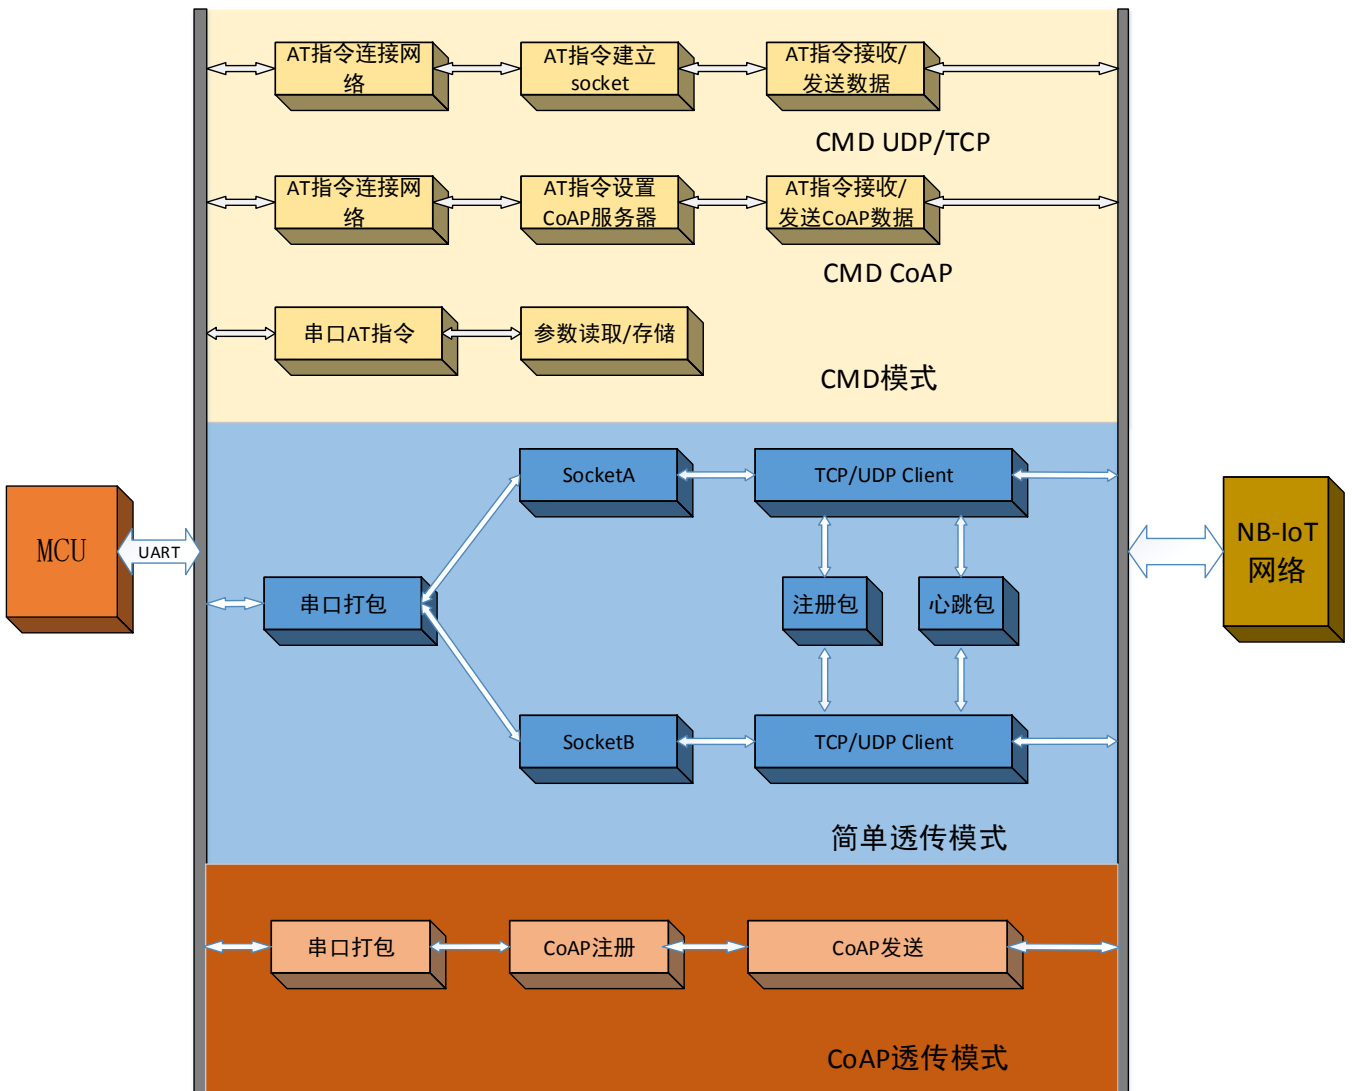 AT指令连接网
络
AT指令建立
socket
AT指令接收/
发送数据
CMD UDP/TCP
AT指令连接网
络
AT指令设置
CoAP服务器
AT指令接收/
发送CoAP数据
CMD CoAP
串口AT指令
参数读取/存储
CMD模式
SocketA
TCP/UDP Client
MCU
UART
串口打包
注册包
心跳包
NB-IoT
网络
SocketB
TCP/UDP Client
简单透传模式
串口打包
CoAP注册
CoAP发送
CoAP透传模式